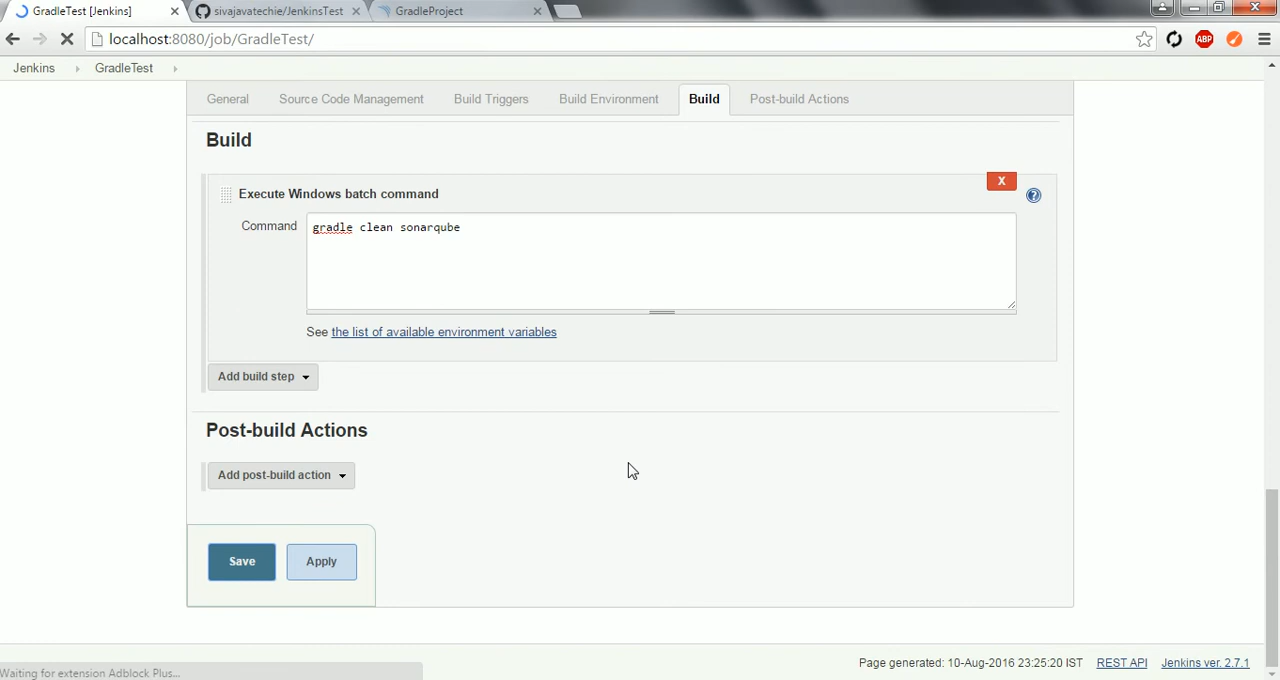 GradleTest [Jenkins]
sivajavatechie/JenkinsTest
GradleProject
localhost:8080/job/GradleTest/
ABP
Jenkins
GradleTest
General
Source Code Management
Build Triggers
Build Environment
Build
Post-build Actions
Build
X
Execute Windows batch command
?
Command
gradle clean sonarqube
See the list of available environment variables
Add build step
Post-build Actions
Add post-build action
Save
Apply
Page generated: 10-Aug-2016 23:25:20 IST
REST API
Jenkins ver. 2.7.1
Waiting for extension Adblock Plus...